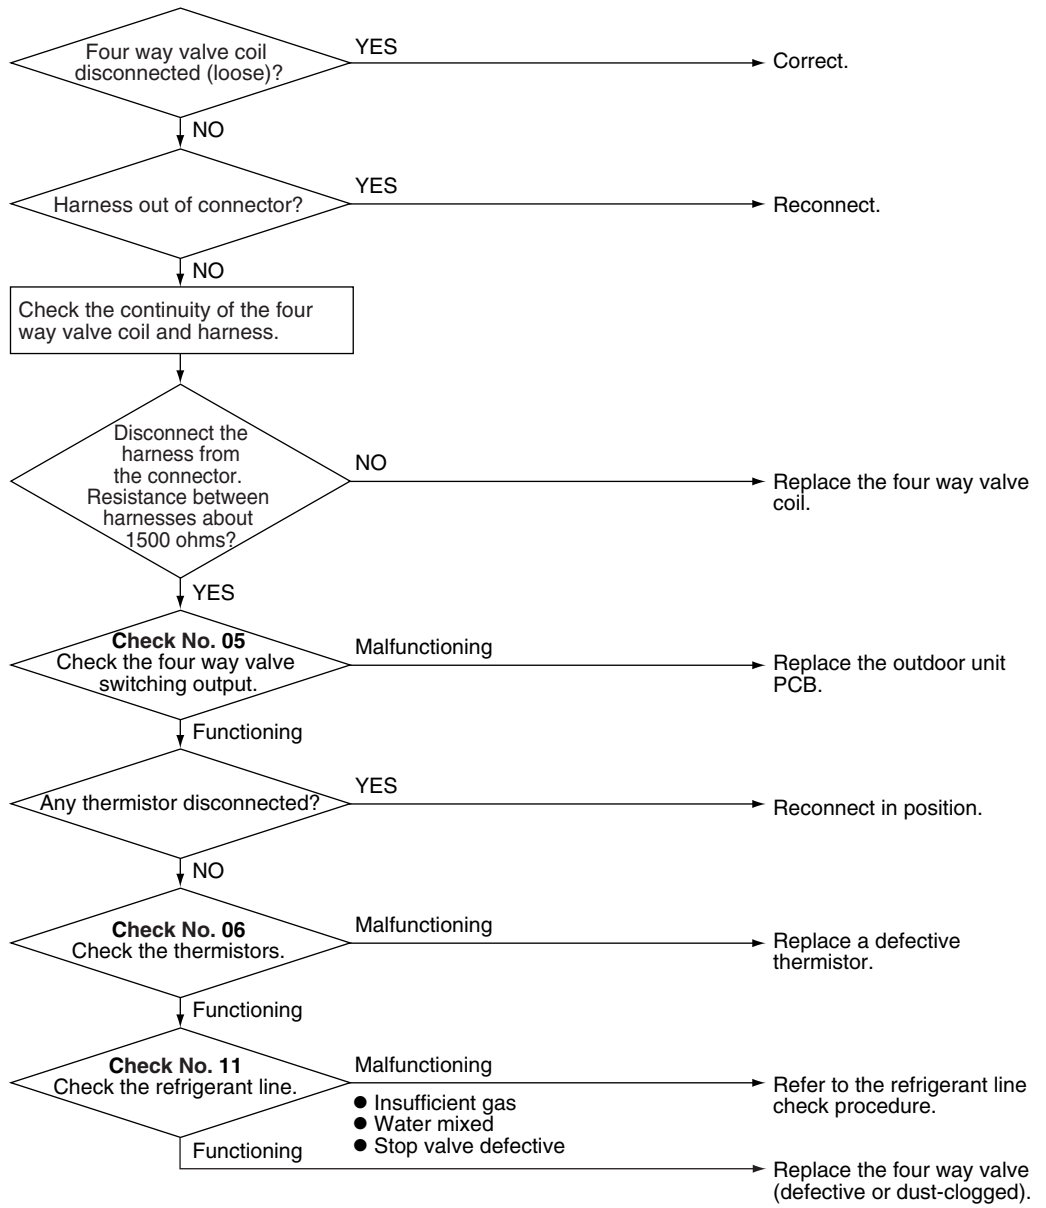 Four way valve coil
disconnected (loose)?
YES
Correct.
NO
Harness out of connector?
YES
Reconnect.
NO
Check the continuity of the four
way valve coil and harness.
Disconnect the
harness from
the connector.
Resistance between
harnesses about
1500 ohms?
NO
Replace the four way valve
coil.
YES
Check No. 05
Check the four way valve
switching output.
Malfunctioning
Replace the outdoor unit
PCB.
Functioning
Any thermistor disconnected?
YES
Reconnect in position.
NO
Check No. 06
Check the thermistors.
Malfunctioning
Replace a defective
thermistor.
Functioning
Check No. 11
Check the refrigerant line.
Malfunctioning
● Insufficient gas
● Water mixed
● Stop valve defective
Refer to the refrigerant line
check procedure.
Functioning
Replace the four way valve
(defective or dust-clogged).